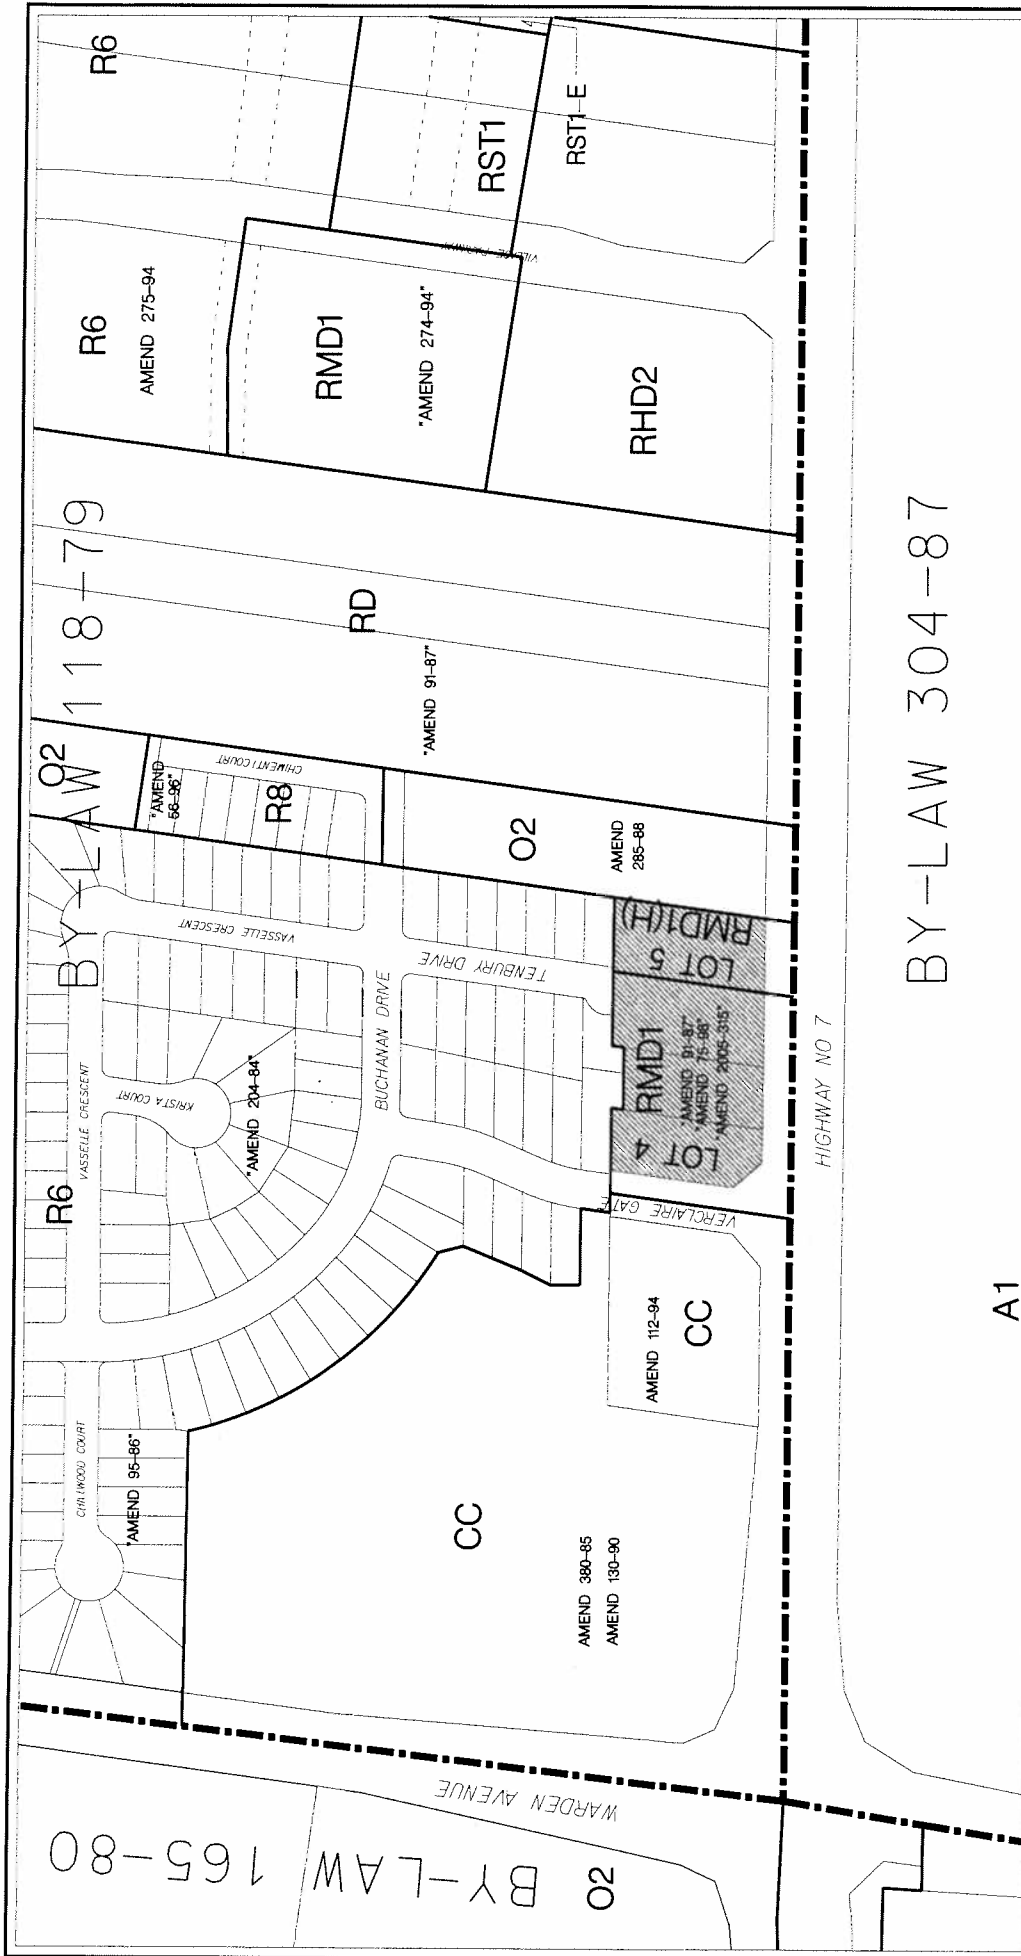 R6
R6
AMEND 275-94
RST1
RST1-E
RMD1
"AMEND 274-94"
RHD2
BY-LAW 118-79
RD
"AMEND 91-87"
O2
"AMEND
56-96"
R8
CHIMENTI COURT
O2
AMEND
285-88
VASSELLE CRESCENT
TENBURY DRIVE
BUCHANAN DRIVE
VASSELLE CRESCENT
KRISTA COURT
"AMEND 204-84"
R6
LOT 5
RMD1(H)
LOT 4
RMD1
"AMEND 91-87"
"AMEND 75-98"
"AMEND 2005-315"
VERCLAIRE GATE
HIGHWAY NO 7
BY-LAW 304-87
A1
AMEND 112-94
CC
"AMEND 95-86"
CC
AMEND 380-85
AMEND 130-90
WARDEN AVENUE
BY-LAW 165-80
O2